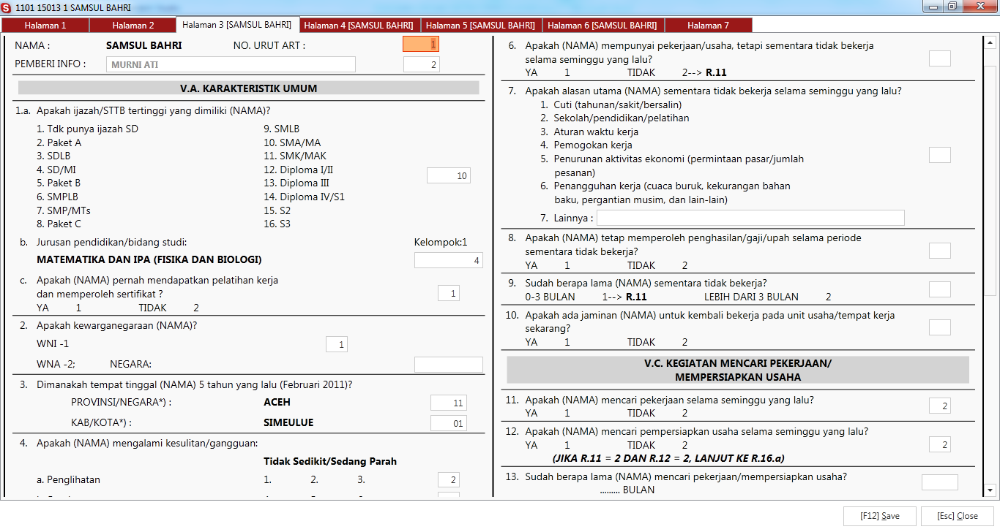 1101 15013 1 SAMSUL BAHRI
Halaman 1
Halaman 2
Halaman 3 [SAMSUL BAHRI]
Halaman 4 [SAMSUL BAHRI]
Halaman 5 [SAMSUL BAHRI]
Halaman 6 [SAMSUL BAHRI]
Halaman 7
NAMA : SAMSUL BAHRI NO. URUT ART : 1
PEMBERI INFO : MURNI ATI 2
V.A. KARAKTERISTIK UMUM
1.a. Apakah ijazah/STTB tertinggi yang dimiliki (NAMA)?
1. Tdk punya ijazah SD 9. SMLB
2. Paket A 10. SMA/MA
3. SDLB 11. SMK/MAK
4. SD/MI 12. Diploma I/II 10
5. Paket B 13. Diploma III
6. SMPLB 14. Diploma IV/S1
7. SMP/MTs 15. S2
8. Paket C 16. S3
b. Jurusan pendidikan/bidang studi: Kelompok:1
MATEMATIKA DAN IPA (FISIKA DAN BIOLOGI) 4
c. Apakah (NAMA) pernah mendapatkan pelatihan kerja
dan memperoleh sertifikat ? 1
YA 1 TIDAK 2
2. Apakah kewarganegaraan (NAMA)?
WNI -1 1
WNA -2; NEGARA:
3. Dimanakah tempat tinggal (NAMA) 5 tahun yang lalu (Februari 2011)?
PROVINSI/NEGARA*) : ACEH 11
KAB/KOTA*) : SIMEULUE 01
4. Apakah (NAMA) mengalami kesulitan/gangguan:
Tidak Sedikit/Sedang Parah
a. Penglihatan 1. 2. 3. 2
6. Apakah (NAMA) mempunyai pekerjaan/usaha, tetapi sementara tidak bekerja
selama seminggu yang lalu?
YA 1 TIDAK 2--> R.11
7. Apakah alasan utama (NAMA) sementara tidak bekerja selama seminggu yang lalu?
1. Cuti (tahunan/sakit/bersalin)
2. Sekolah/pendidikan/pelatihan
3. Aturan waktu kerja
4. Pemogokan kerja
5. Penurunan aktivitas ekonomi (permintaan pasar/jumlah
pesanan)
6. Penangguhan kerja (cuaca buruk, kekurangan bahan
baku, pergantian musim, dan lain-lain)
7. Lainnya :
8. Apakah (NAMA) tetap memperoleh penghasilan/gaji/upah selama periode
sementara tidak bekerja?
YA 1 TIDAK 2
9. Sudah berapa lama (NAMA) sementara tidak bekerja?
0-3 BULAN 1--> R.11 LEBIH DARI 3 BULAN 2
10. Apakah ada jaminan (NAMA) untuk kembali bekerja pada unit usaha/tempat kerja
sekarang?
YA 1 TIDAK 2
V.C. KEGIATAN MENCARI PEKERJAAN/
MEMPERSIAPKAN USAHA
11. Apakah (NAMA) mencari pekerjaan selama seminggu yang lalu? 2
YA 1 TIDAK 2
12. Apakah (NAMA) mencari pempersiapkan usaha selama seminggu yang lalu?
YA 1 TIDAK 2 2
(JIKA R.11 = 2 DAN R.12 = 2, LANJUT KE R.16.a)
13. Sudah berapa lama (NAMA) mencari pekerjaan/mempersiapkan usaha?
......... BULAN
[F12] Save
[Esc] Close